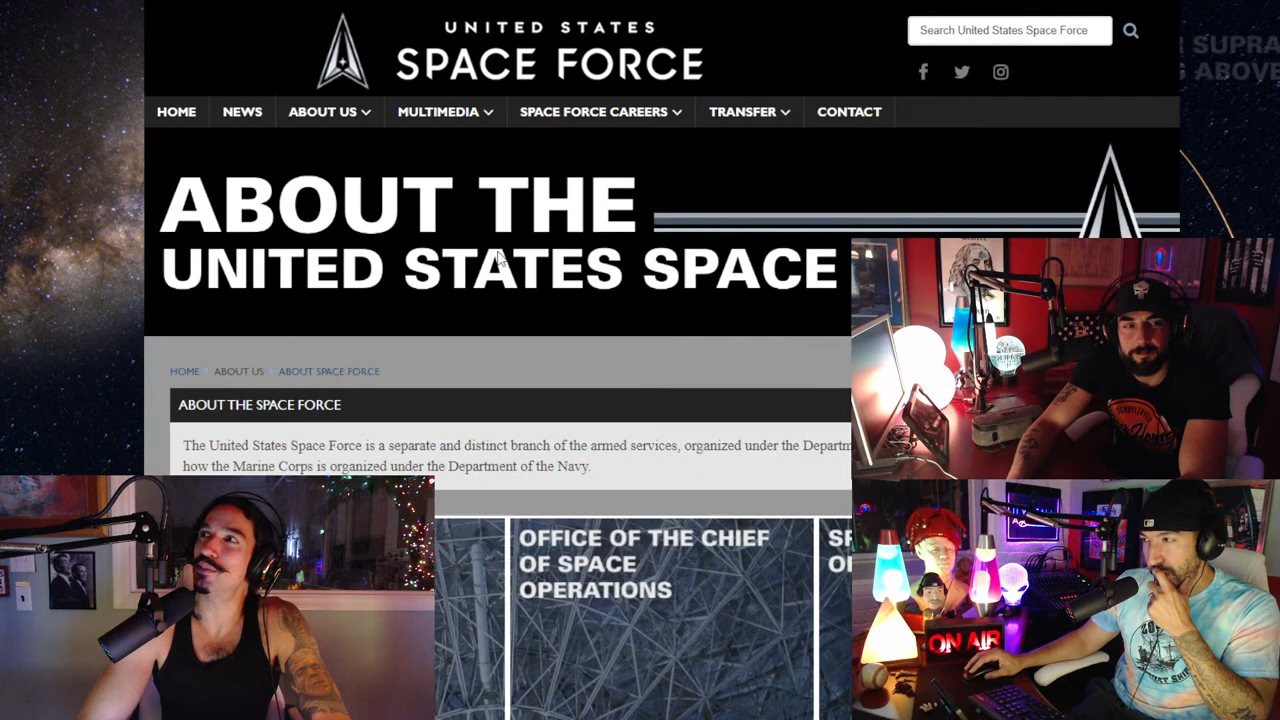 UNITED STATES
SPACE FORCE
Search United States Space Force
SUPRA
ABOVE
HOME NEWS ABOUT US MULTIMEDIA SPACE FORCE CAREERS TRANSFER CONTACT
ABOUT THE
UNITED STATES SPACE
HOME ABOUT US ABOUT SPACE FORCE
ABOUT THE SPACE FORCE
The United States Space Force is a separate and distinct branch of the armed services, organized under the Departm
how the Marine Corps is organized under the Department of the Navy.
OFFICE OF THE CHIEF
OF SPACE
OPERATIONS
ON AIR